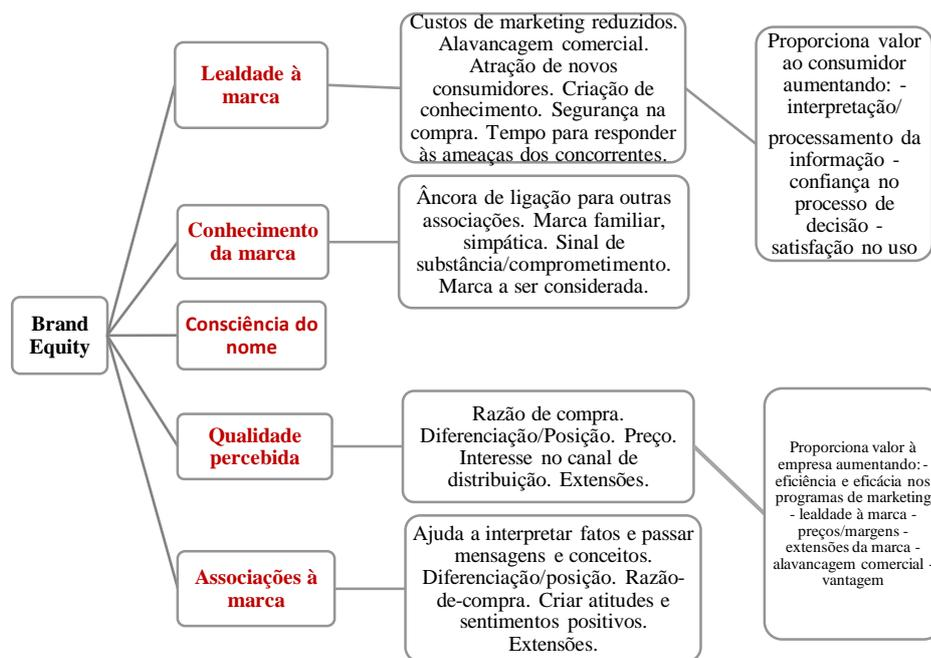 Brand
Equity
Lealdade à
marca
Custos de marketing reduzidos.
Alavancagem comercial.
Atração de novos
consumidores. Criação de
conhecimento. Segurança na
compra. Tempo para responder
às ameaças dos concorrentes.
Proporciona valor
ao consumidor
aumentando: -
interpretação/
processamento da
informação -
confiança no
processo de
decisão -
satisfação no uso
Conhecimento
da marca
Âncora de ligação para outras
associações. Marca familiar,
simpática. Sinal de
substância/comprometimento.
Marca a ser considerada.
Consciência do
nome
Qualidade
percebida
Razão de compra.
Diferenciação/Posição. Preço.
Interesse no canal de
distribuição. Extensões.
Proporciona valor à
empresa aumentando: -
eficiência e eficácia nos
programas de marketing
- lealdade à marca -
preços/margens -
extensões da marca -
alavancagem comercial -
vantagem
Associações à
marca
Ajuda a interpretar fatos e passar
mensagens e conceitos.
Diferenciação/posição. Razão-
de-compra. Criar atitudes e
sentimentos positivos.
Extensões.